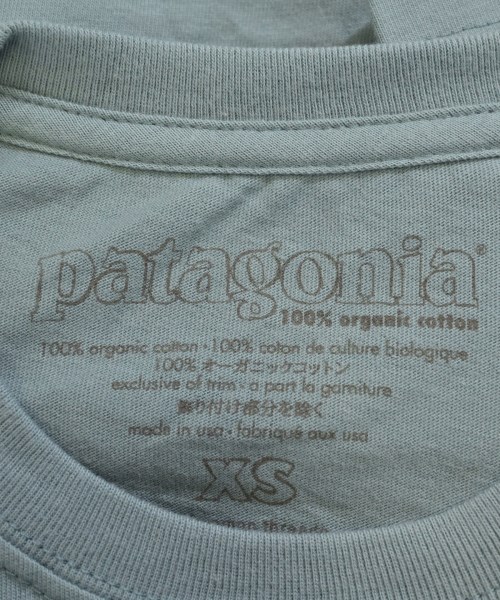 patagonia®
100% organic cotton
100% organic cotton · 100% coton de culture biologique
100% オーガニックコットン
exclusive of trim · a part la garniture
飾り付け部分を除く
made in usa · fabriqué aux usa
XS
threads